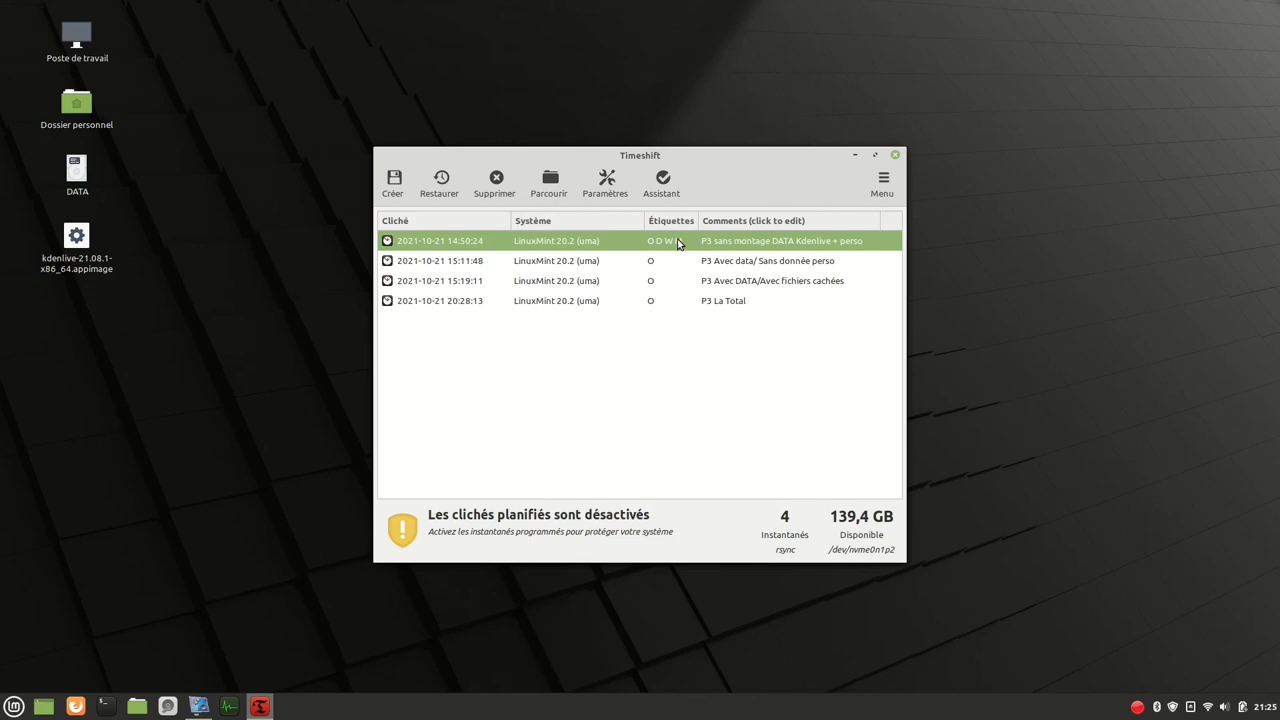 Poste de travail
Dossier personnel
DATA
kdenlive-21.08.1-
x86_64.appimage
Timeshift
Créer Restaurer Supprimer Parcourir Paramètres Assistant Menu
Cliché Système Étiquettes Comments (click to edit)
2021-10-21 14:50:24 LinuxMint 20.2 (uma) O D W P3 sans montage DATA Kdenlive + perso
2021-10-21 15:11:48 LinuxMint 20.2 (uma) O P3 Avec data/ Sans donnée perso
2021-10-21 15:19:11 LinuxMint 20.2 (uma) O P3 Avec DATA/Avec fichiers cachées
2021-10-21 20:28:13 LinuxMint 20.2 (uma) O P3 La Total
Les clichés planifiés sont désactivés
Activez les instantanés programmés pour protéger votre système
4 139,4 GB
Instantanés Disponible
rsync /dev/nvme0n1p2
21:25